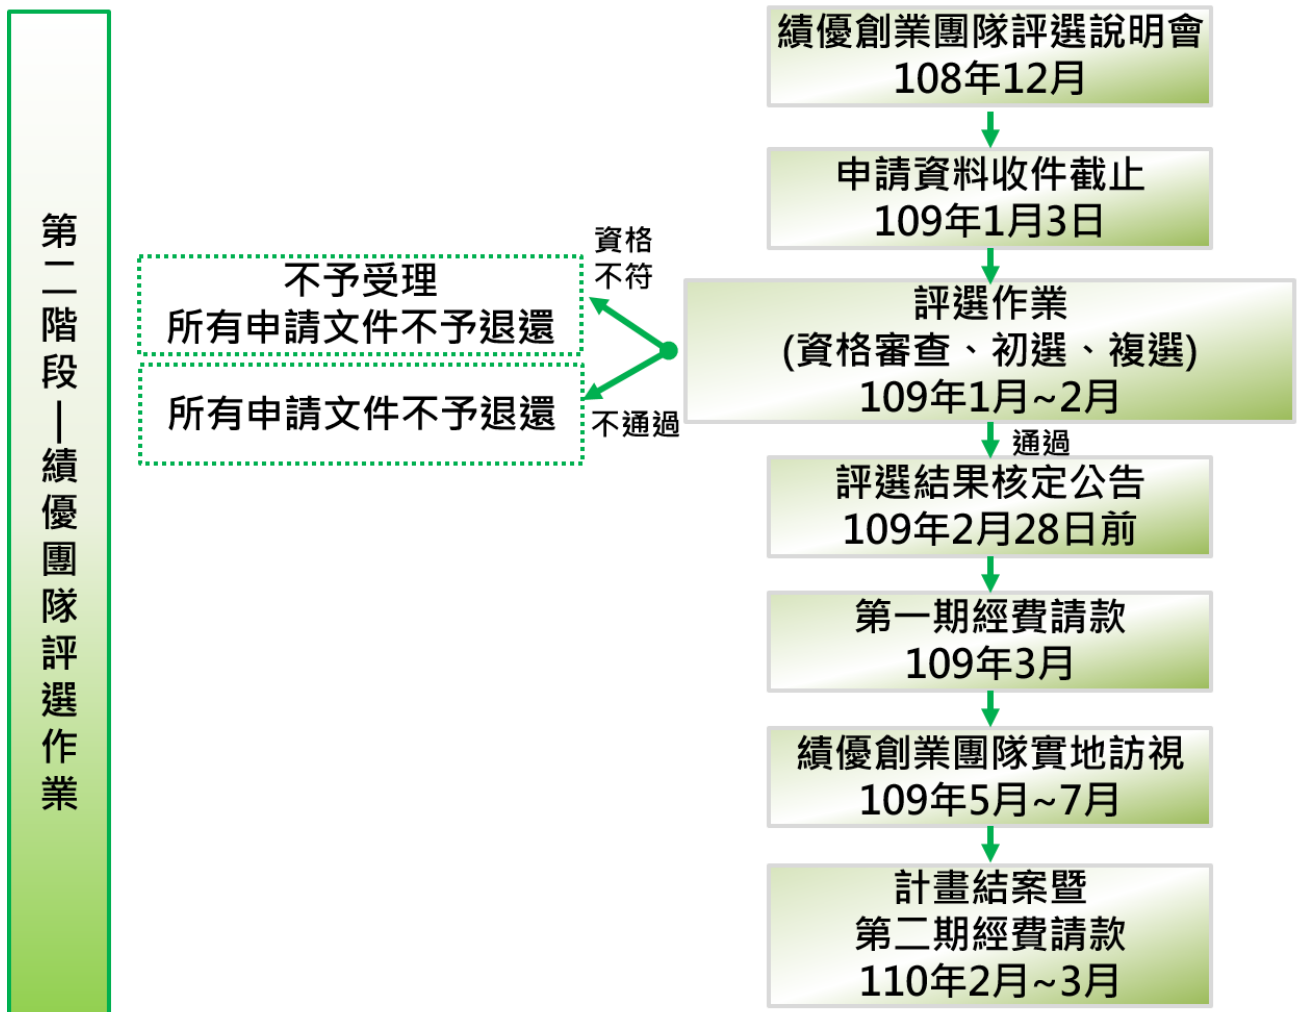 第二階段—績優團隊評選作業
績優創業團隊評選說明會
108年12月
申請資料收件截止
109年1月3日
資格
不符
不予受理
所有申請文件不予退還
評選作業
(資格審查、初選、複選)
109年1月~2月
所有申請文件不予退還
不通過
通過
評選結果核定公告
109年2月28日前
第一期經費請款
109年3月
績優創業團隊實地訪視
109年5月~7月
計畫結案暨
第二期經費請款
110年2月~3月